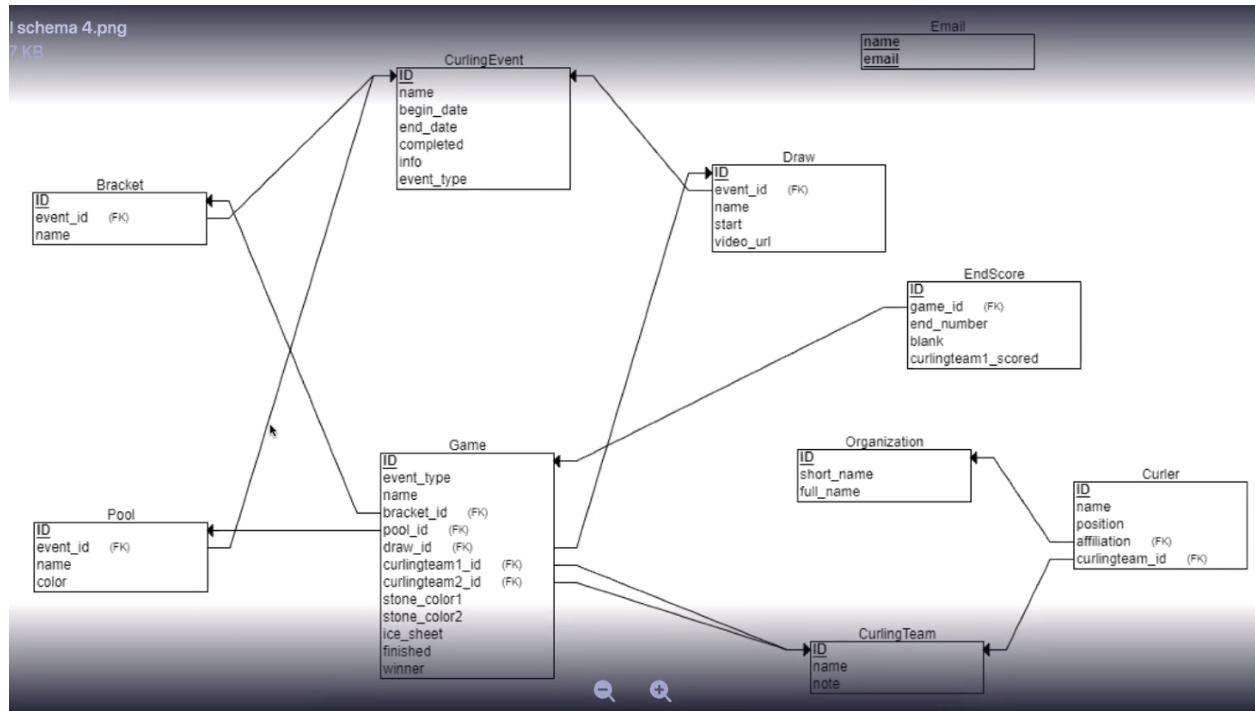 l schema 4.png
7 KB
Email
name
email
CurlingEvent
ID
name
begin_date
end_date
completed
info
event_type
Draw
ID
event_id (FK)
name
start
video_url
Bracket
ID
event_id (FK)
name
EndScore
ID
game_id (FK)
end_number
blank
curlingteam1_scored
Game
ID
event_type
name
bracket_id (FK)
pool_id (FK)
draw_id (FK)
curlingteam1_id (FK)
curlingteam2_id (FK)
stone_color1
stone_color2
ice_sheet
finished
winner
Organization
ID
short_name
full_name
Curler
ID
name
position
affiliation (FK)
curlingteam_id (FK)
Pool
ID
event_id (FK)
name
color
CurlingTeam
ID
name
note